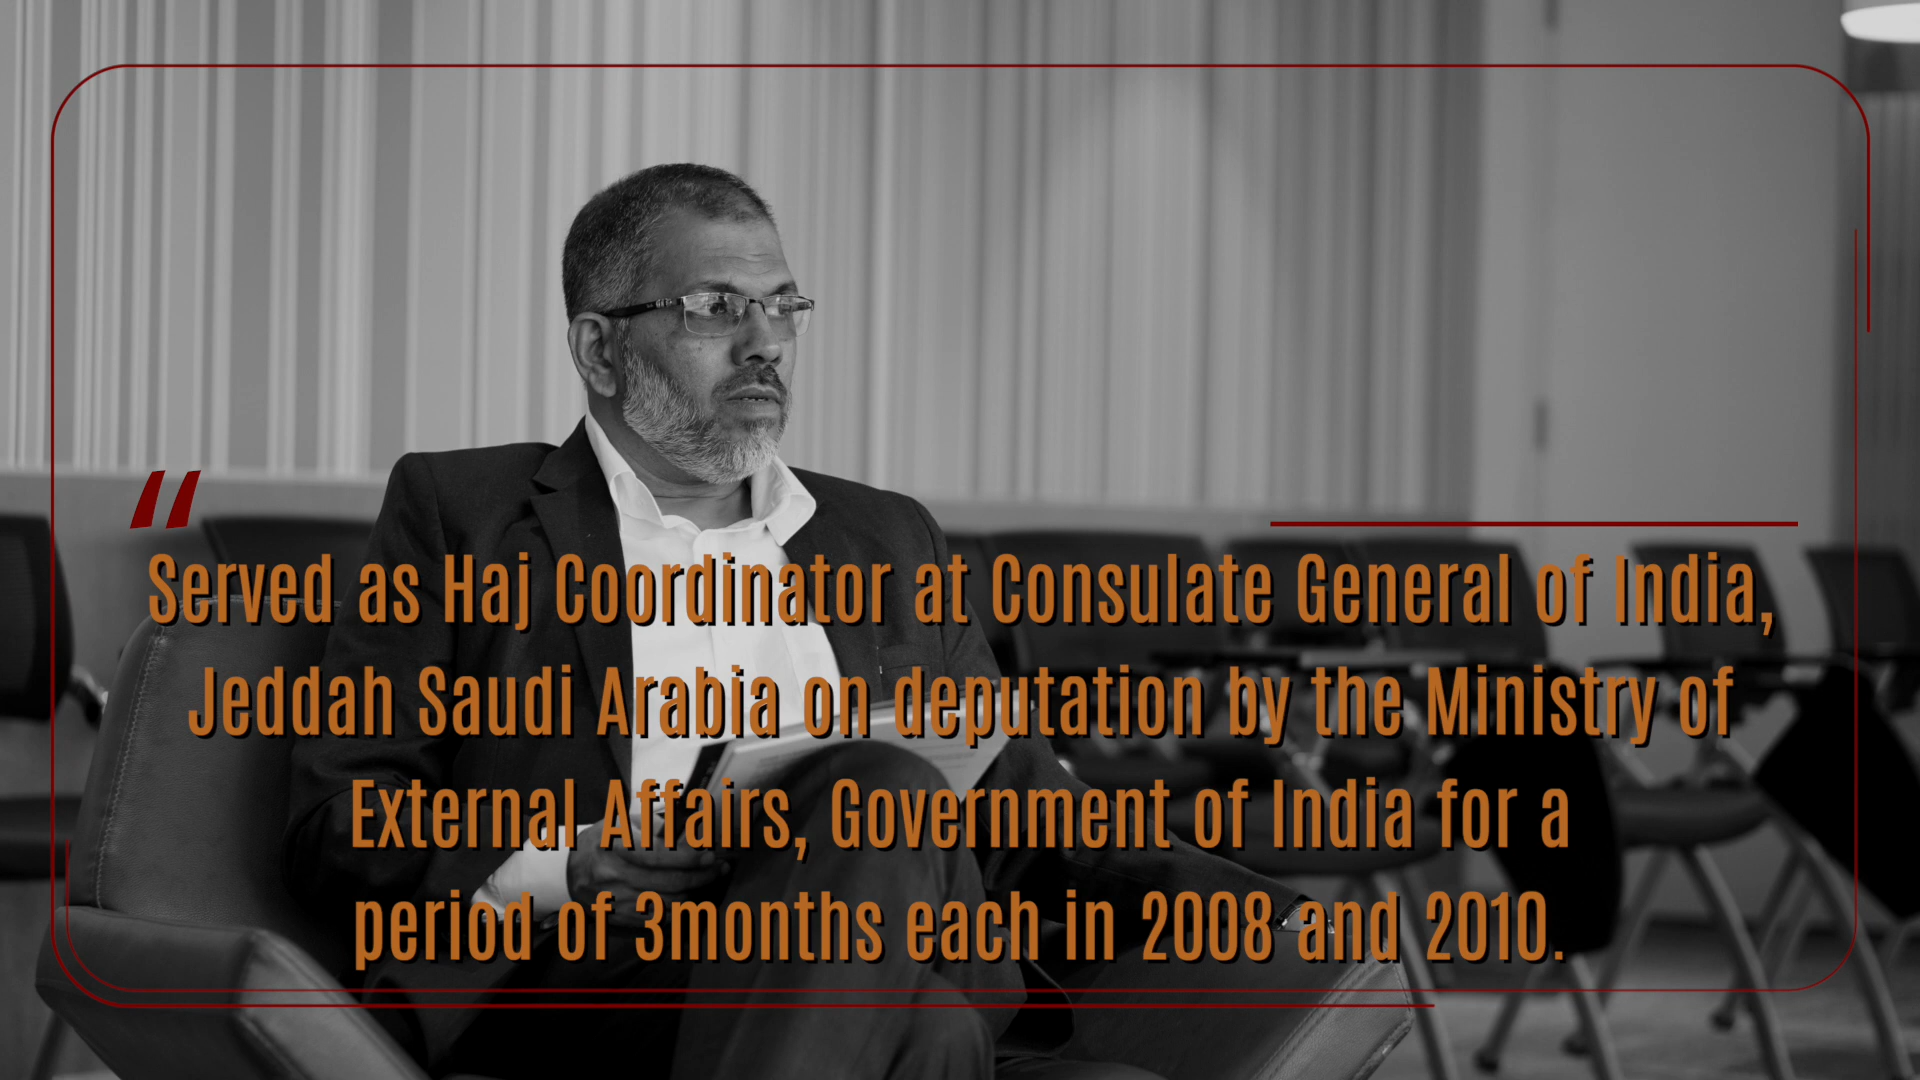 “
Served as Haj Coordinator at Consulate General of India,
Jeddah Saudi Arabia on deputation by the Ministry of
External Affairs, Government of India for a
period of 3months each in 2008 and 2010.